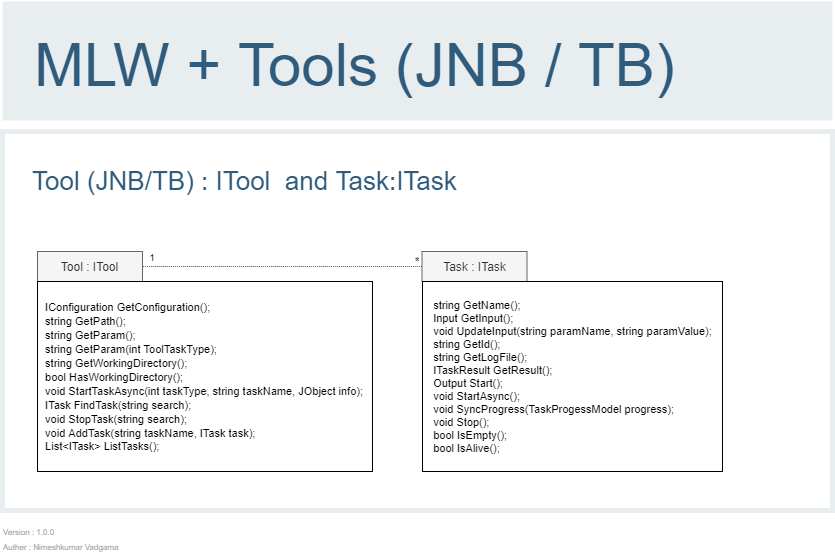 MLW + Tools (JNB / TB)
Tool (JNB/TB) : ITool  and Task:ITask
Tool : ITool
1
*
Task : ITask
IConfiguration GetConfiguration();
string GetPath();
string GetParam();
string GetParam(int ToolTaskType);
string GetWorkingDirectory();
bool HasWorkingDirectory();
void StartTaskAsync(int taskType, string taskName, JObject info);
ITask FindTask(string search);
void StopTask(string search);
void AddTask(string taskName, ITask task);
List<ITask> ListTasks();
string GetName();
Input GetInput();
void UpdateInput(string paramName, string paramValue);
string GetId();
string GetLogFile();
ITaskResult GetResult();
Output Start();
void StartAsync();
void SyncProgress(TaskProgessModel progress);
void Stop();
bool IsEmpty();
bool IsAlive();
Version : 1.0.0
Auther : Nimeshkumar Vadgama